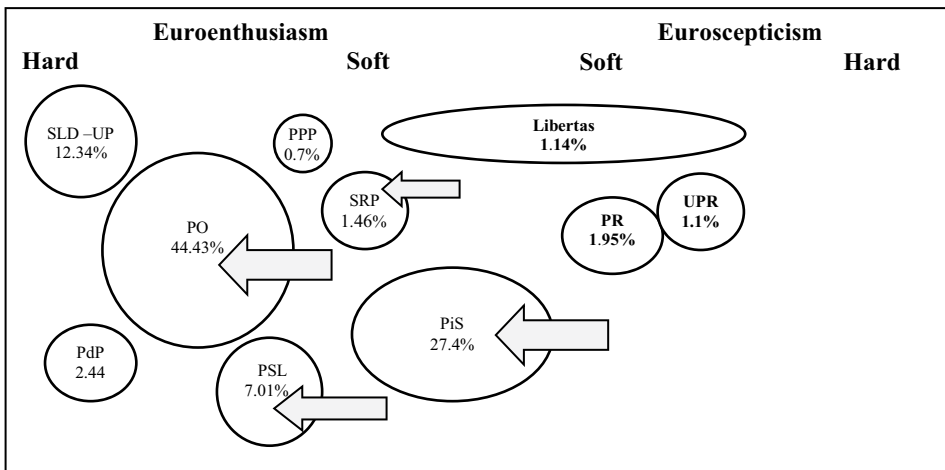 Euroenthusiasm Euroscepticism
Hard Soft Soft Hard
SLD –UP
12.34%
PPP
0.7%
Libertas
1.14%
SRP
1.46%
PO
44.43%
PR
1.95%
UPR
1.1%
PiS
27.4%
PdP
2.44
PSL
7.01%